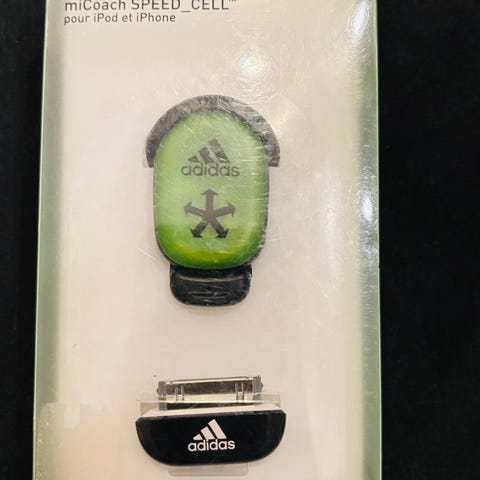 miCoach SPEED_CELL™
pour iPod et iPhone
adidas
adidas